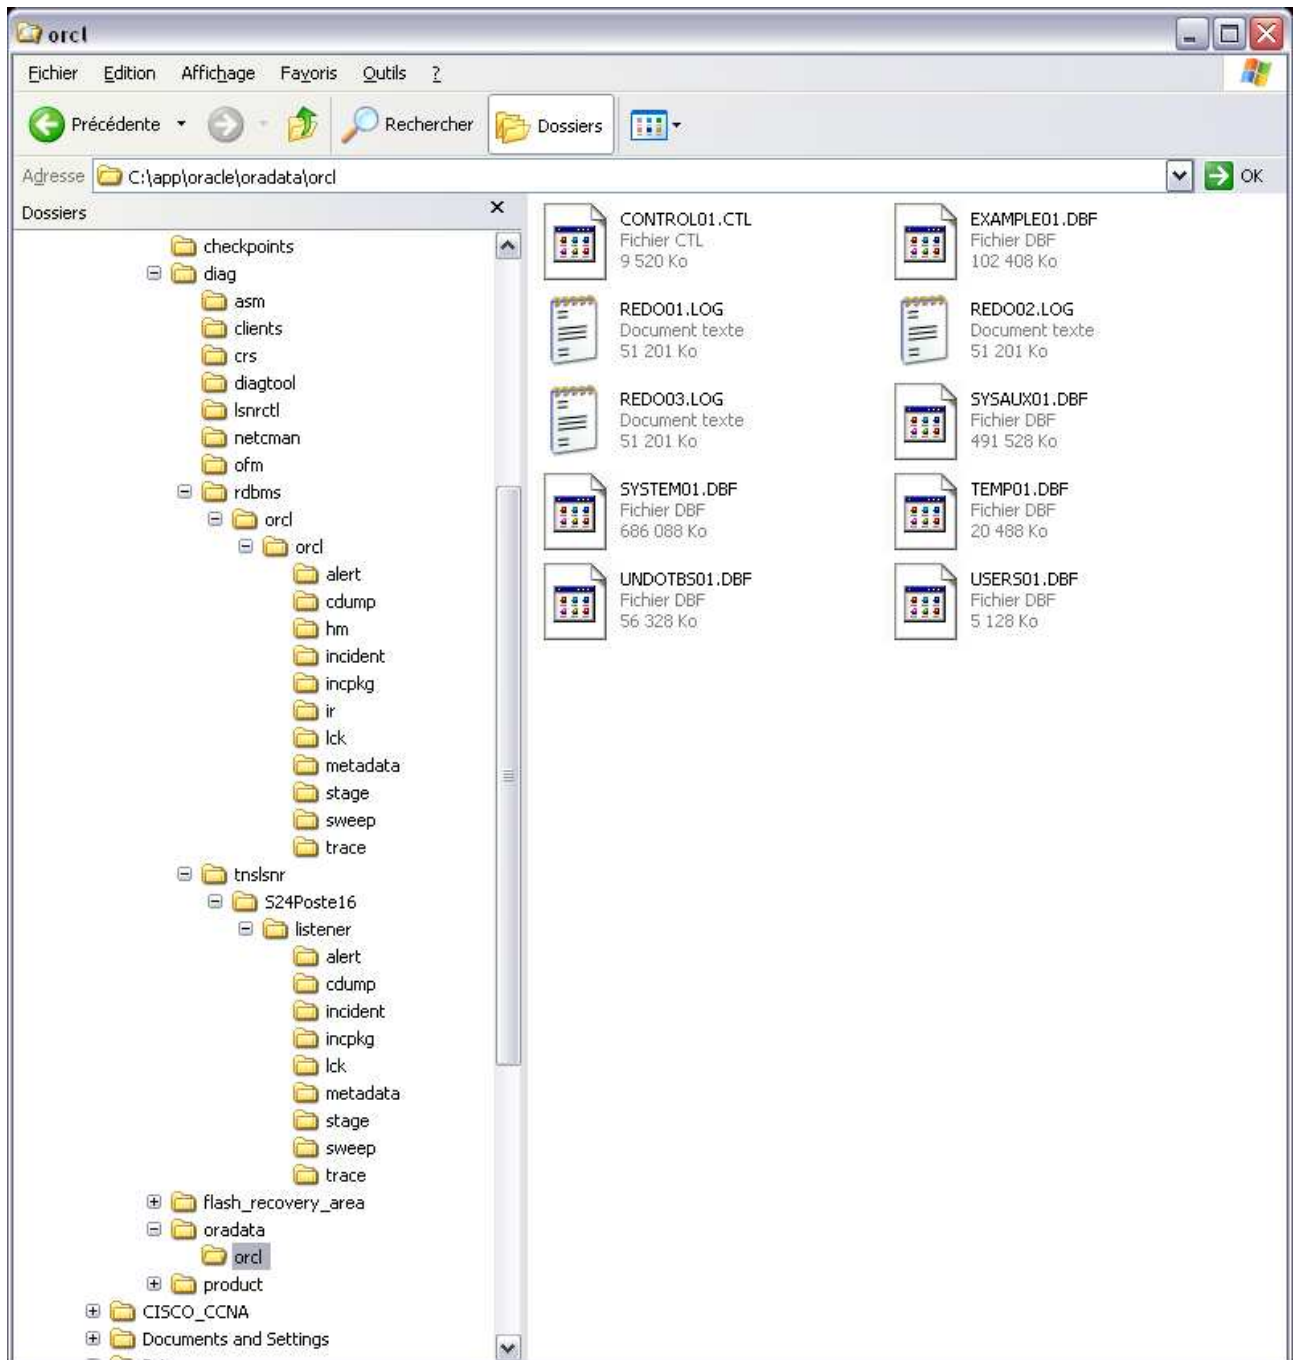 orcl
Fichier Edition Affichage Favoris Outils ?
Précédente Rechercher Dossiers
Adresse C:\app\oracle\oradata\orcl OK
Dossiers
checkpoints
diag
asm
clients
crs
diagtool
lsnrctl
netcman
ofm
rdbms
orcl
orcl
alert
cdump
hm
incident
incpkg
ir
lck
metadata
stage
sweep
trace
tnslsnr
S24Poste16
listener
alert
cdump
incident
incpkg
lck
metadata
stage
sweep
trace
flash_recovery_area
oradata
orcl
product
CISCO_CCNA
Documents and Settings
CONTROL01.CTL
Fichier CTL
9 520 Ko
EXAMPLE01.DBF
Fichier DBF
102 408 Ko
REDO01.LOG
Document texte
51 201 Ko
REDO02.LOG
Document texte
51 201 Ko
REDO03.LOG
Document texte
51 201 Ko
SYSAUX01.DBF
Fichier DBF
491 528 Ko
SYSTEM01.DBF
Fichier DBF
686 088 Ko
TEMP01.DBF
Fichier DBF
20 488 Ko
UNDOTBS01.DBF
Fichier DBF
56 328 Ko
USERS01.DBF
Fichier DBF
5 128 Ko